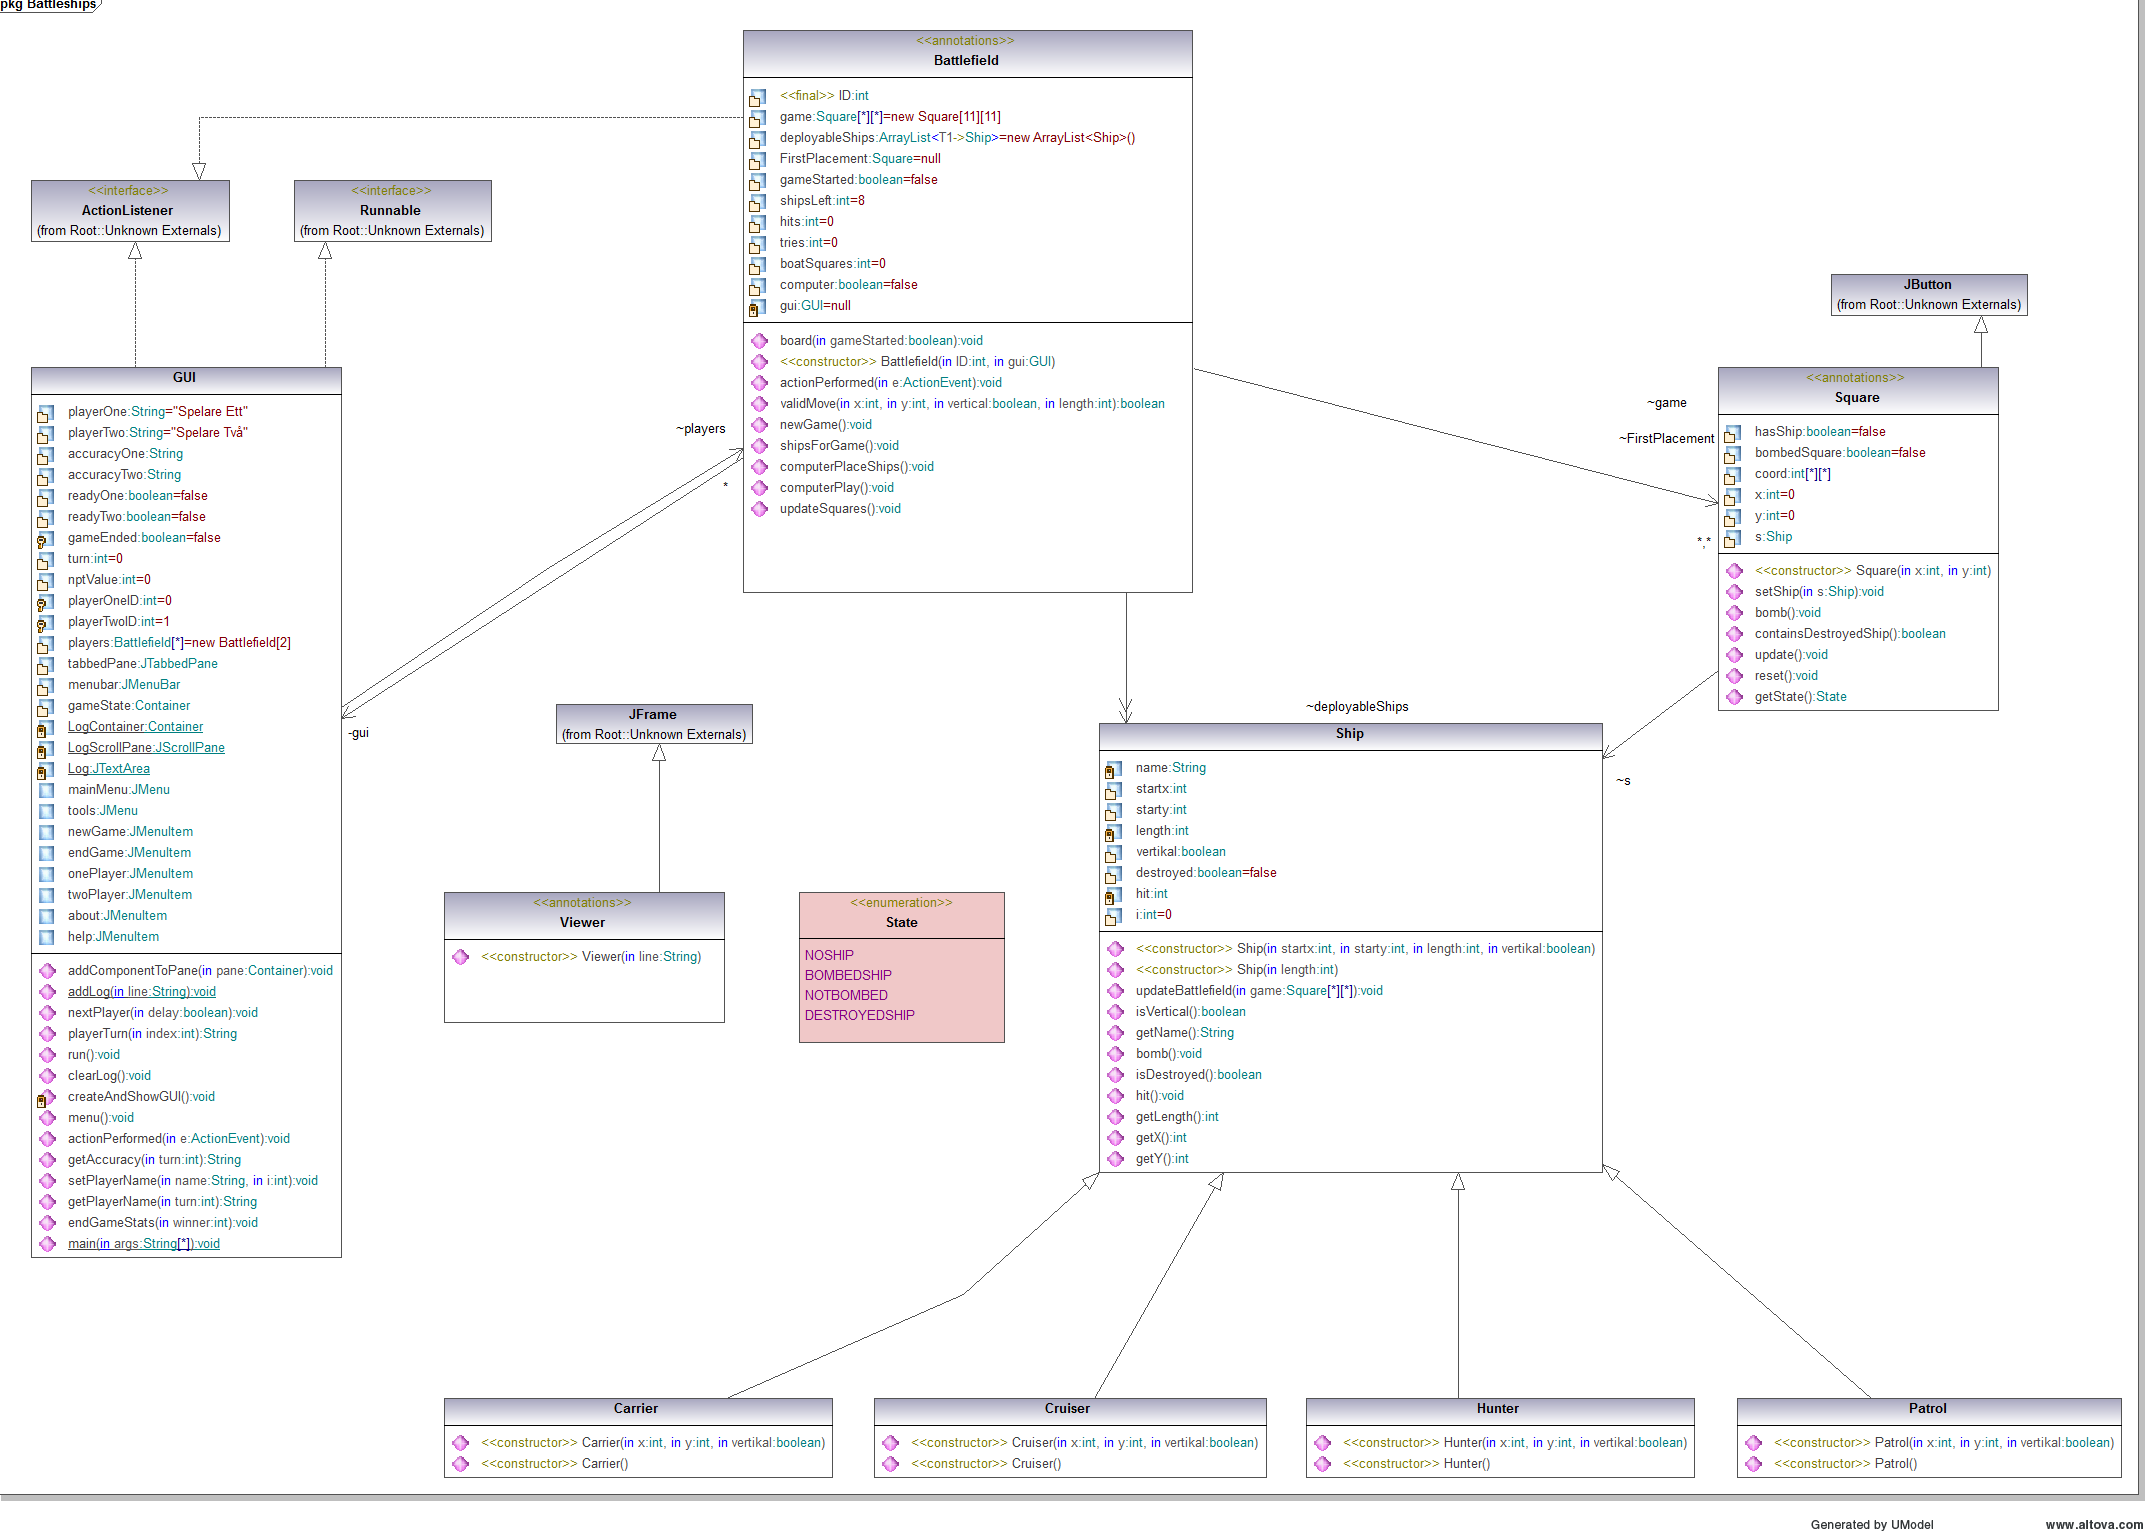 pkg Battleships
<<annotations>>
Battlefield
<<final>> ID:int
game:Square[*][*]=new Square[11][11]
deployableShips:ArrayList<T1->Ship>=new ArrayList<Ship>()
FirstPlacement:Square=null
gameStarted:boolean=false
shipsLeft:int=8
hits:int=0
tries:int=0
boatSquares:int=0
computer:boolean=false
gui:GUI=null
board(in gameStarted:boolean):void
<<constructor>> Battlefield(in ID:int, in gui:GUI)
actionPerformed(in e:ActionEvent):void
validMove(in x:int, in y:int, in vertical:boolean, in length:int):boolean
newGame():void
shipsForGame():void
computerPlaceShips():void
computerPlay():void
updateSquares():void
<<interface>>
ActionListener
(from Root::Unknown Externals)
<<interface>>
Runnable
(from Root::Unknown Externals)
JButton
(from Root::Unknown Externals)
GUI
playerOne:String="Spelare Ett"
playerTwo:String="Spelare Två"
accuracyOne:String
accuracyTwo:String
readyOne:boolean=false
readyTwo:boolean=false
gameEnded:boolean=false
turn:int=0
nptValue:int=0
playerOneID:int=0
playerTwoID:int=1
players:Battlefield[*]=new Battlefield[2]
tabbedPane:JTabbedPane
menubar:JMenuBar
gameState:Container
LogContainer:Container
LogScrollPane:JScrollPane
Log:JTextArea
mainMenu:JMenu
tools:JMenu
newGame:JMenuItem
endGame:JMenuItem
onePlayer:JMenuItem
twoPlayer:JMenuItem
about:JMenuItem
help:JMenuItem
addComponentToPane(in pane:Container):void
addLog(in line:String):void
nextPlayer(in delay:boolean):void
playerTurn(in index:int):String
run():void
clearLog():void
createAndShowGUI():void
menu():void
actionPerformed(in e:ActionEvent):void
getAccuracy(in turn:int):String
setPlayerName(in name:String, in i:int):void
getPlayerName(in turn:int):String
endGameStats(in winner:int):void
main(in args:String[*]):void
~players
*
-gui
~game
~FirstPlacement
*,*
<<annotations>>
Square
hasShip:boolean=false
bombedSquare:boolean=false
coord:int[*][*]
x:int=0
y:int=0
s:Ship
<<constructor>> Square(in x:int, in y:int)
setShip(in s:Ship):void
bomb():void
containsDestroyedShip():boolean
update():void
reset():void
getState():State
JFrame
(from Root::Unknown Externals)
<<annotations>>
Viewer
<<constructor>> Viewer(in line:String)
<<enumeration>>
State
NOSHIP
BOMBEDSHIP
NOTBOMBED
DESTROYEDSHIP
~deployableShips
~s
Ship
name:String
startx:int
starty:int
length:int
vertikal:boolean
destroyed:boolean=false
hit:int
i:int=0
<<constructor>> Ship(in startx:int, in starty:int, in length:int, in vertikal:boolean)
<<constructor>> Ship(in length:int)
updateBattlefield(in game:Square[*][*]):void
isVertical():boolean
getName():String
bomb():void
isDestroyed():boolean
hit():void
getLength():int
getX():int
getY():int
Carrier
<<constructor>> Carrier(in x:int, in y:int, in vertikal:boolean)
<<constructor>> Carrier()
Cruiser
<<constructor>> Cruiser(in x:int, in y:int, in vertikal:boolean)
<<constructor>> Cruiser()
Hunter
<<constructor>> Hunter(in x:int, in y:int, in vertikal:boolean)
<<constructor>> Hunter()
Patrol
<<constructor>> Patrol(in x:int, in y:int, in vertikal:boolean)
<<constructor>> Patrol()
Generated by UModel www.altova.com